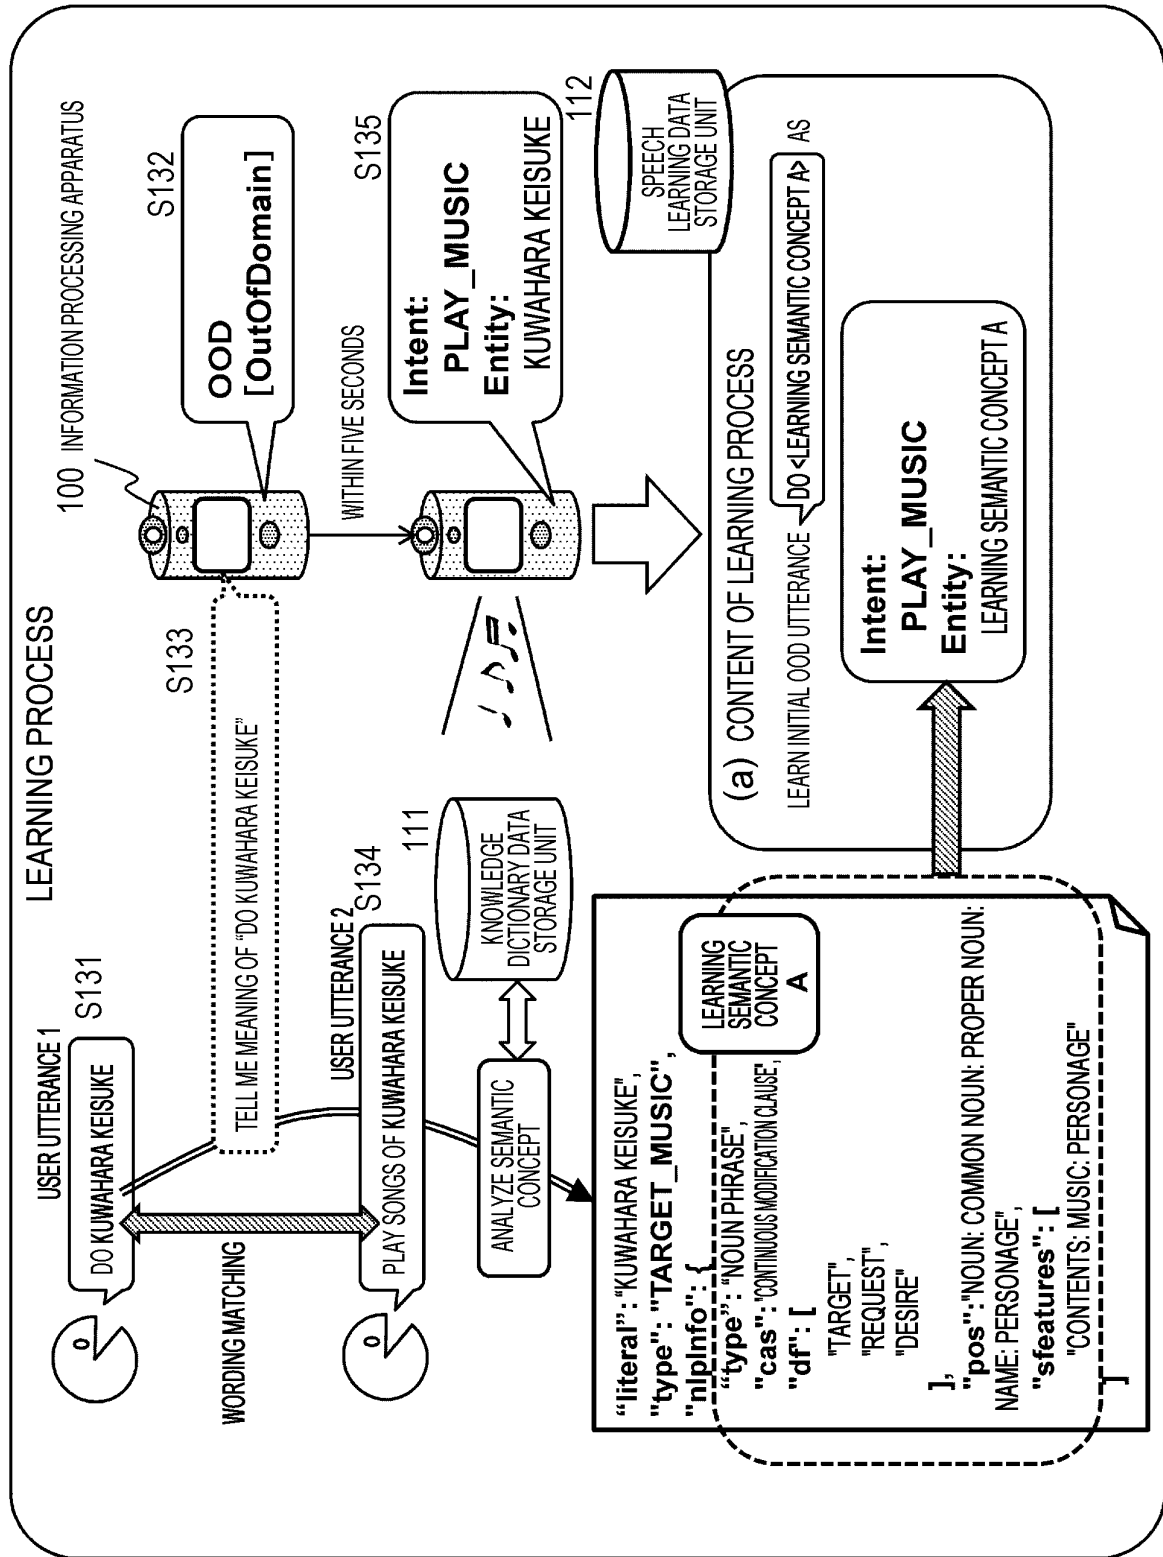 LEARNING PROCESS
USER UTTERANCE 1
S131
DO KUWAHARA KEISUKE
100 INFORMATION PROCESSING APPARATUS
S132
OOD
[OutOfDomain]
S133
TELL ME MEANING OF "DO KUWAHARA KEISUKE"
WORDING MATCHING
WITHIN FIVE SECONDS
USER UTTERANCE 2
S134
PLAY SONGS OF KUWAHARA KEISUKE
S135
Intent:
PLAY_MUSIC
Entity:
KUWAHARA KEISUKE
ANALYZE SEMANTIC
CONCEPT
111
KNOWLEDGE
DICTIONARY DATA
STORAGE UNIT
112
SPEECH
LEARNING DATA
STORAGE UNIT
"literal": "KUWAHARA KEISUKE",
"type": "TARGET_MUSIC",
"nlpInfo": {
"type": "NOUN PHRASE",
"cas": "CONTINUOUS MODIFICATION CLAUSE",
"df": [
"TARGET",
"REQUEST",
"DESIRE"
],
"pos":"NOUN: COMMON NOUN: PROPER NOUN:
NAME: PERSONAGE",
"sfeatures": [
"CONTENTS: MUSIC: PERSONAGE"
]
LEARNING
SEMANTIC
CONCEPT
A
(a) CONTENT OF LEARNING PROCESS
LEARN INITIAL OOD UTTERANCE DO <LEARNING SEMANTIC CONCEPT A> AS
Intent:
PLAY_MUSIC
Entity:
LEARNING SEMANTIC CONCEPT A